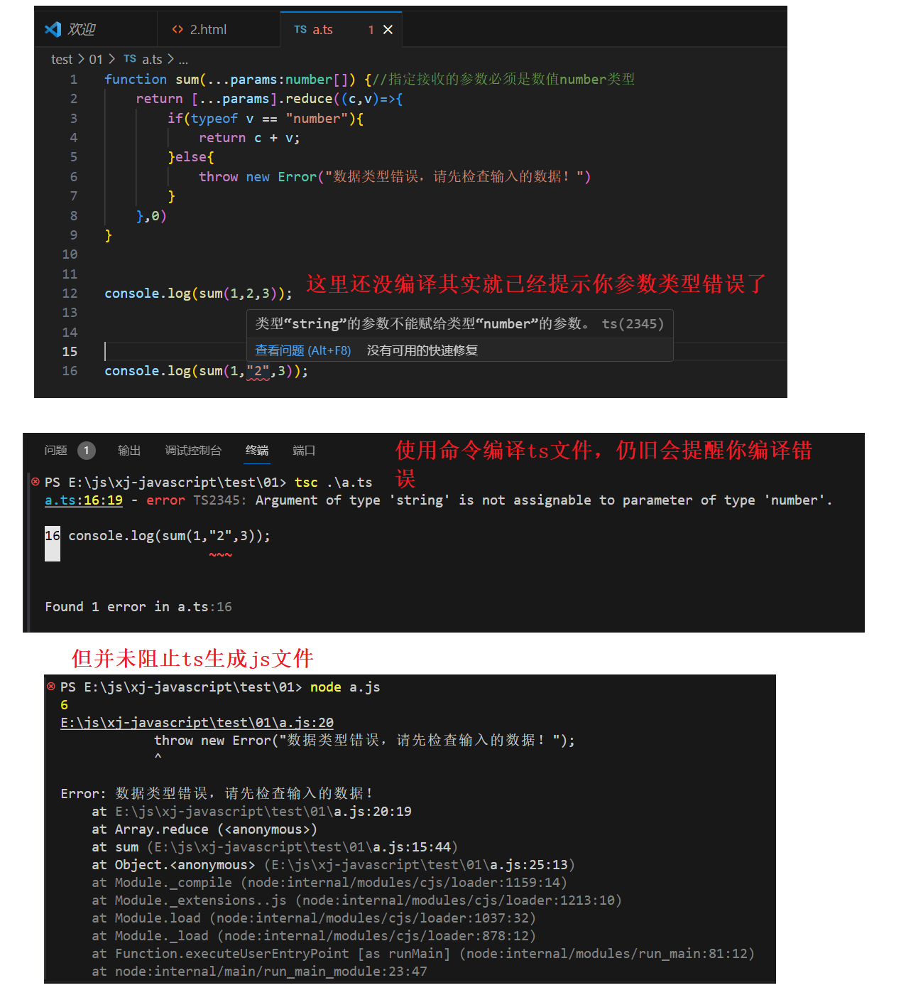 欢迎
<> 2.html
TS a.ts 1 ×
test > 01 > TS a.ts > ...
1 function sum(...params:number[]) {//指定接收的参数必须是数值number类型
2 return [...params].reduce((c,v)=>{
3 if(typeof v == "number"){
4 return c + v;
5 }else{
6 throw new Error("数据类型错误，请先检查输入的数据！")
7 }
8 },0)
9 }
10
11
这里还没编译其实就已经提示你参数类型错误了
12 console.log(sum(1,2,3));
13
类型“string”的参数不能赋给类型“number”的参数。 ts(2345)
14
查看问题 (Alt+F8) 没有可用的快速修复
15
16 console.log(sum(1,"2",3));
问题 1 输出 调试控制台 终端 端口
使用命令编译ts文件，仍旧会提醒你编译错
误
PS E:\js\xj-javascript\test\01> tsc .\a.ts
a.ts:16:19 - error TS2345: Argument of type 'string' is not assignable to parameter of type 'number'.
16 console.log(sum(1,"2",3));
~~~
Found 1 error in a.ts:16
但并未阻止ts生成js文件
PS E:\js\xj-javascript\test\01> node a.js
6
E:\js\xj-javascript\test\01\a.js:20
throw new Error("数据类型错误，请先检查输入的数据！");
^
Error: 数据类型错误，请先检查输入的数据！
at E:\js\xj-javascript\test\01\a.js:20:19
at Array.reduce (<anonymous>)
at sum (E:\js\xj-javascript\test\01\a.js:15:44)
at Object.<anonymous> (E:\js\xj-javascript\test\01\a.js:25:13)
at Module._compile (node:internal/modules/cjs/loader:1159:14)
at Module._extensions..js (node:internal/modules/cjs/loader:1213:10)
at Module.load (node:internal/modules/cjs/loader:1037:32)
at Module._load (node:internal/modules/cjs/loader:878:12)
at Function.executeUserEntryPoint [as runMain] (node:internal/modules/run_main:81:12)
at node:internal/main/run_main_module:23:47